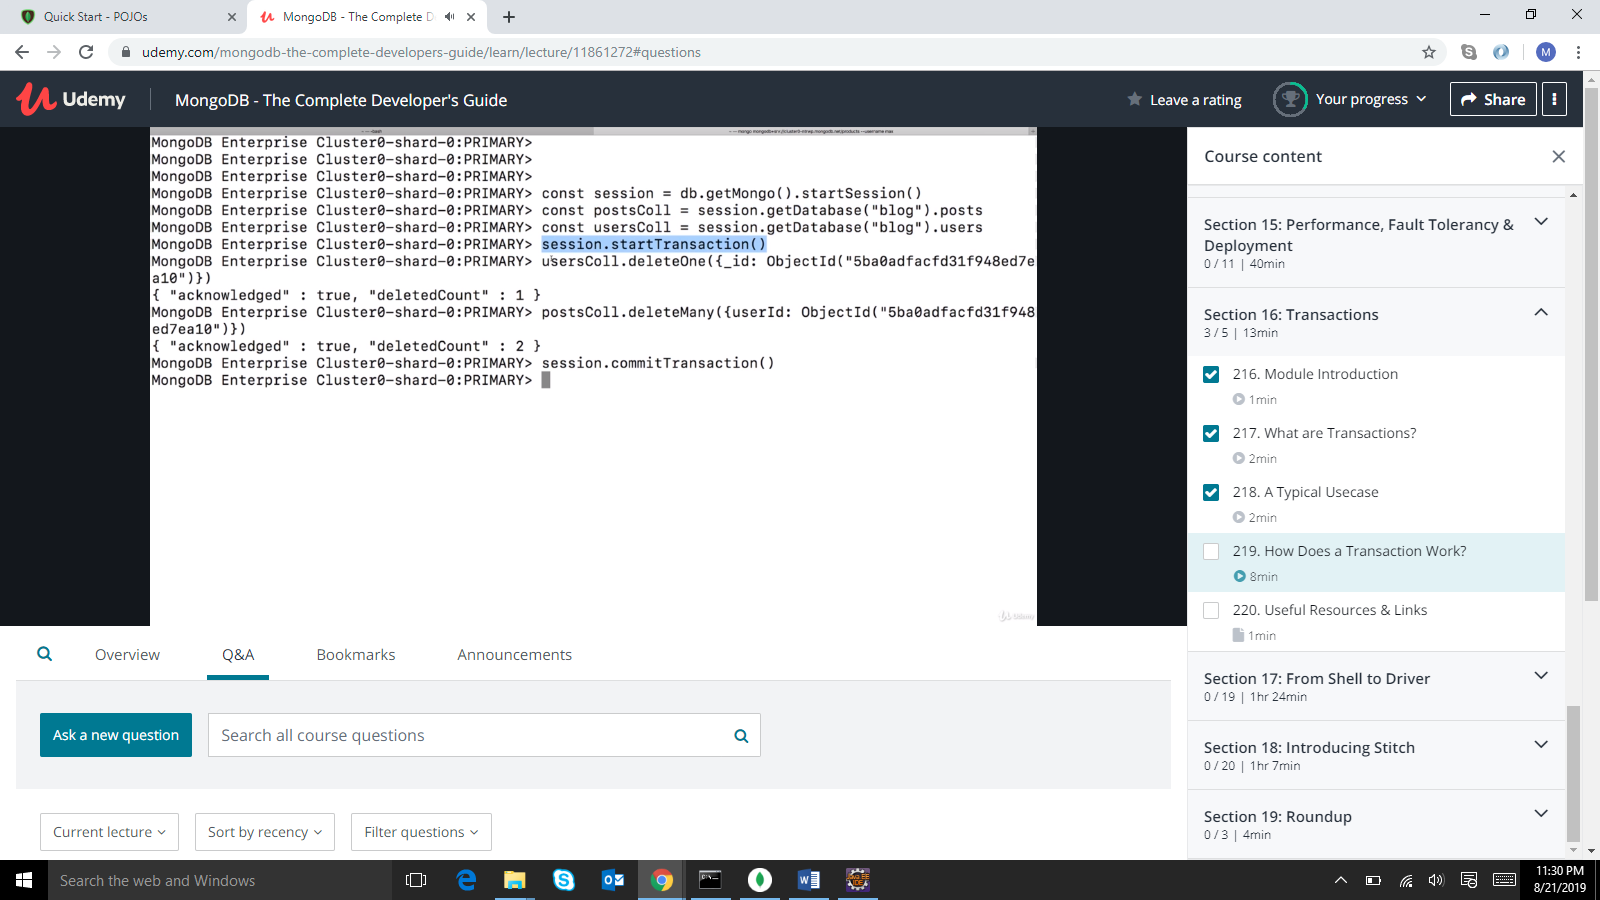 Quick Start - POJOs
MongoDB - The Complete D
udemy.com/mongodb-the-complete-developers-guide/learn/lecture/11861272#questions
M
Udemy
MongoDB - The Complete Developer's Guide
Leave a rating
Your progress
Share
MongoDB Enterprise Cluster0-shard-0:PRIMARY>
MongoDB Enterprise Cluster0-shard-0:PRIMARY>
MongoDB Enterprise Cluster0-shard-0:PRIMARY>
MongoDB Enterprise Cluster0-shard-0:PRIMARY> const session = db.getMongo().startSession()
MongoDB Enterprise Cluster0-shard-0:PRIMARY> const postsColl = session.getDatabase("blog").posts
MongoDB Enterprise Cluster0-shard-0:PRIMARY> const usersColl = session.getDatabase("blog").users
MongoDB Enterprise Cluster0-shard-0:PRIMARY> session.startTransaction()
MongoDB Enterprise Cluster0-shard-0:PRIMARY> usersColl.deleteOne({_id: ObjectId("5ba0adfacfd31f948ed7e
a10")})
{ "acknowledged" : true, "deletedCount" : 1 }
MongoDB Enterprise Cluster0-shard-0:PRIMARY> postsColl.deleteMany({userId: ObjectId("5ba0adfacfd31f948
ed7ea10")})
{ "acknowledged" : true, "deletedCount" : 2 }
MongoDB Enterprise Cluster0-shard-0:PRIMARY> session.commitTransaction()
MongoDB Enterprise Cluster0-shard-0:PRIMARY>
Udemy
Course content
Section 15: Performance, Fault Tolerancy &
Deployment
0 / 11 | 40min
Section 16: Transactions
3 / 5 | 13min
216. Module Introduction
1min
217. What are Transactions?
2min
218. A Typical Usecase
2min
219. How Does a Transaction Work?
8min
220. Useful Resources & Links
1min
Section 17: From Shell to Driver
0 / 19 | 1hr 24min
Section 18: Introducing Stitch
0 / 20 | 1hr 7min
Section 19: Roundup
0 / 3 | 4min
Overview
Q&A
Bookmarks
Announcements
Ask a new question
Search all course questions
Current lecture
Sort by recency
Filter questions
Search the web and Windows
11:30 PM
8/21/2019